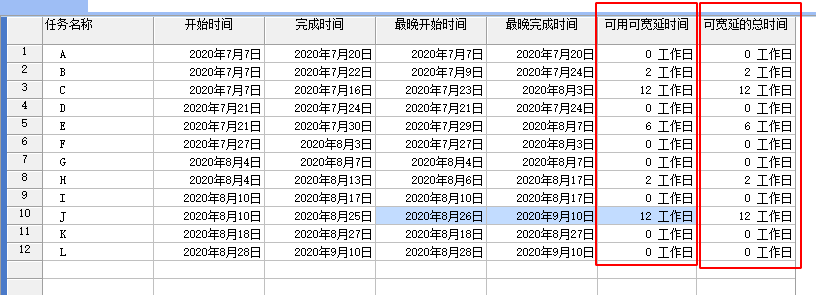 任务名称 开始时间 完成时间 最晚开始时间 最晚完成时间 可用可宽延时间 可宽延的总时间
1 A 2020年7月7日 2020年7月20日 2020年7月7日 2020年7月20日 0 工作日 0 工作日
2 B 2020年7月7日 2020年7月22日 2020年7月9日 2020年7月24日 2 工作日 2 工作日
3 C 2020年7月7日 2020年7月16日 2020年7月23日 2020年8月3日 12 工作日 12 工作日
4 D 2020年7月21日 2020年7月24日 2020年7月21日 2020年7月24日 0 工作日 0 工作日
5 E 2020年7月21日 2020年7月30日 2020年7月29日 2020年8月7日 6 工作日 6 工作日
6 F 2020年7月27日 2020年8月3日 2020年7月27日 2020年8月3日 0 工作日 0 工作日
7 G 2020年8月4日 2020年8月7日 2020年8月4日 2020年8月7日 0 工作日 0 工作日
8 H 2020年8月4日 2020年8月13日 2020年8月6日 2020年8月17日 2 工作日 2 工作日
9 I 2020年8月10日 2020年8月17日 2020年8月10日 2020年8月17日 0 工作日 0 工作日
10 J 2020年8月10日 2020年8月25日 2020年8月26日 2020年9月10日 12 工作日 12 工作日
11 K 2020年8月18日 2020年8月27日 2020年8月18日 2020年8月27日 0 工作日 0 工作日
12 L 2020年8月28日 2020年9月10日 2020年8月28日 2020年9月10日 0 工作日 0 工作日